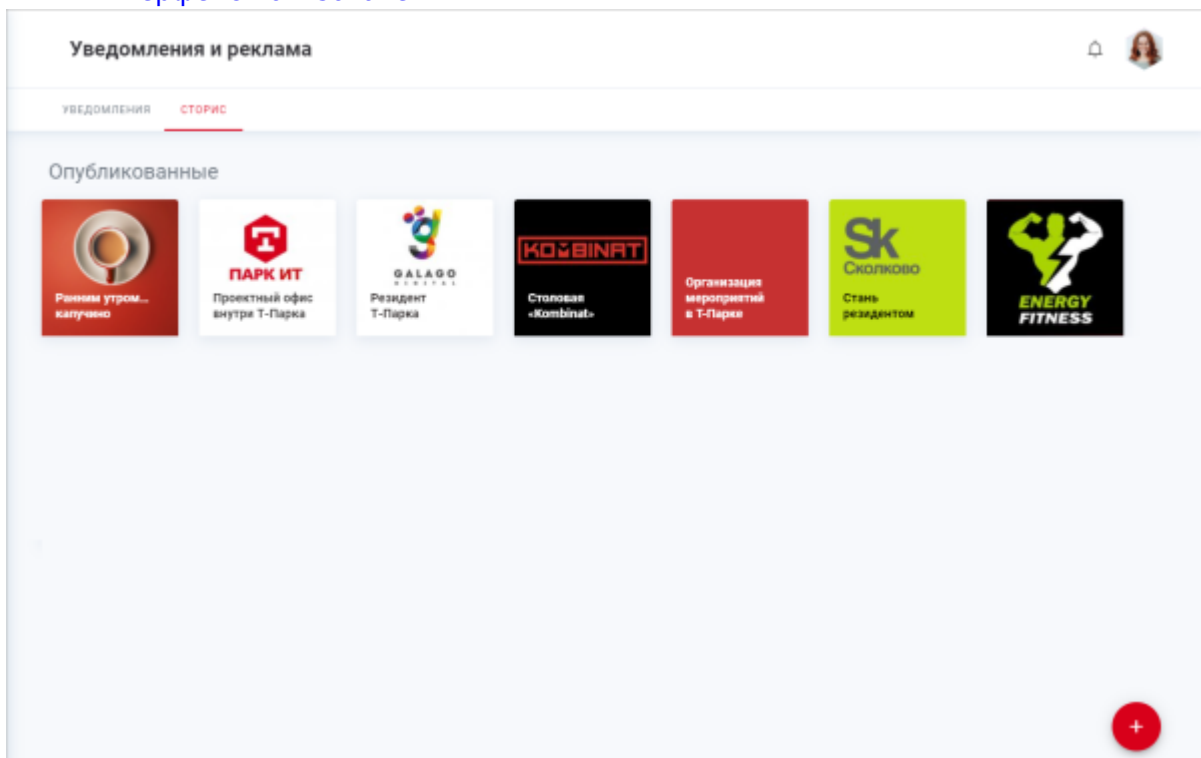 Уведомления и реклама
УВЕДОМЛЕНИЯ
СТОРИС
Опубликованные
Ранним утром...
капучино
ПАРК ИТ
Проектный офис
внутри Т-Парка
GALAGO
DIGITAL
Резидент
Т-Парка
KOMBINAT
Столовая
«Kombinat»
Организация
мероприятий
в Т-Парке
Sk
Сколково
Стань
резидентом
ENERGY
FITNESS
+